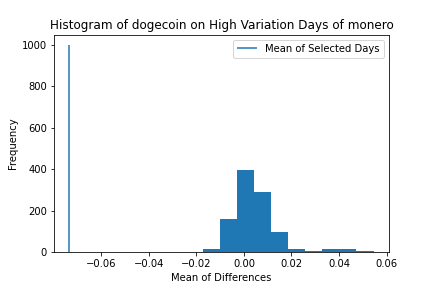 Histogram of dogecoin on High Variation Days of monero
Mean of Selected Days
1000
800
600
400
200
0
Frequency
−0.06 −0.04 −0.02 0.00 0.02 0.04 0.06
Mean of Differences